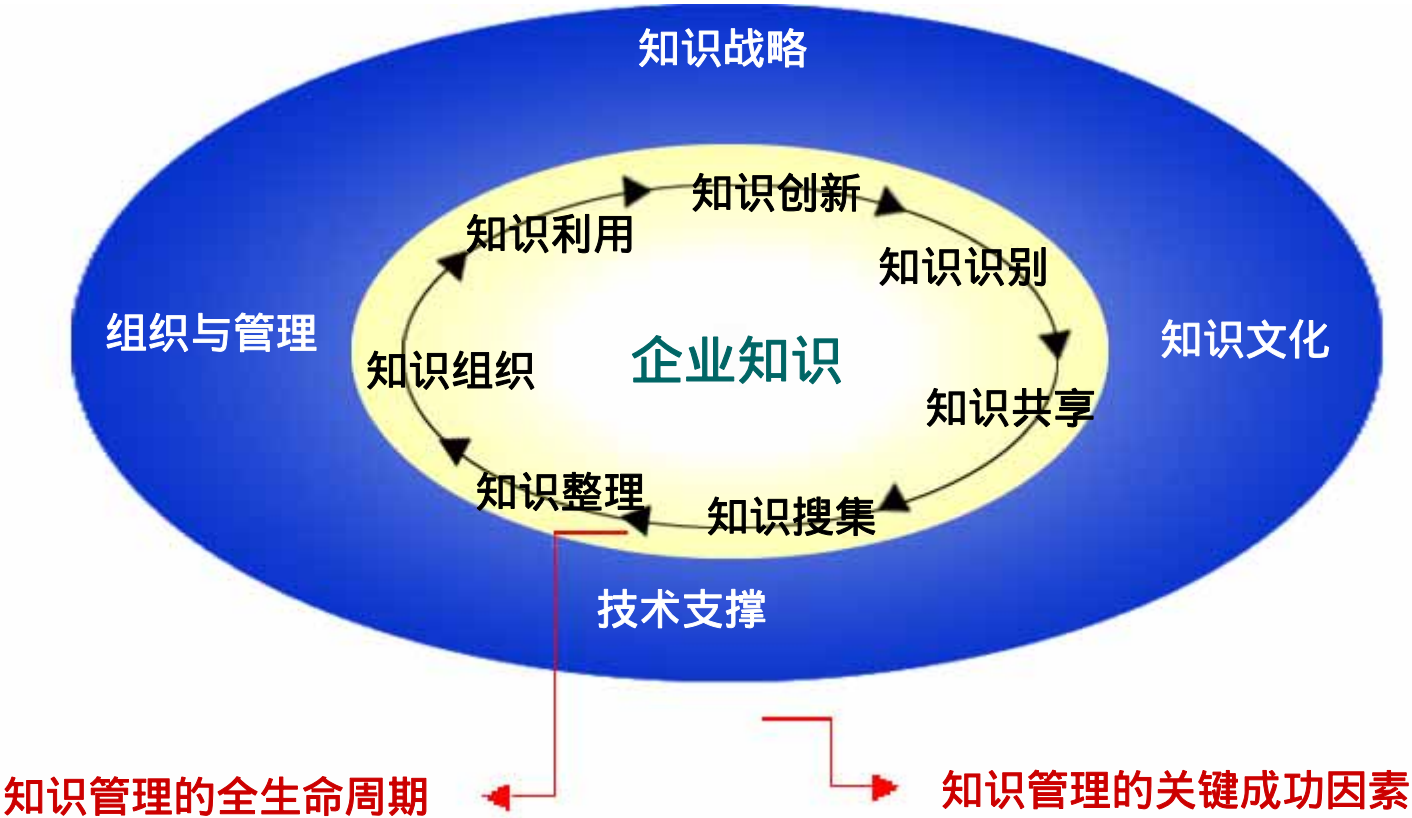 知识战略
知识创新
知识利用
知识识别
组织与管理
企业知识
知识文化
知识组织
知识共享
知识整理
知识搜集
技术支撑
知识管理的全生命周期
知识管理的关键成功因素